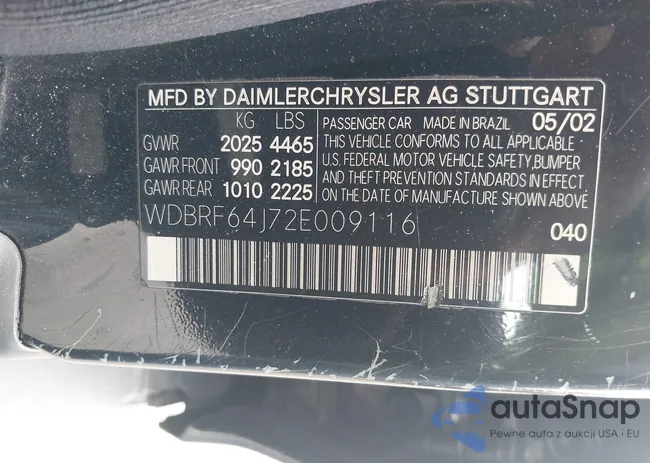 MFD BY DAIMLERCHRYSLER AG STUTTGART
KG LBS
GVWR 2025 4465
GAWR FRONT 990 2185
GAWR REAR 1010 2225
PASSENGER CAR MADE IN BRAZIL 05/02
THIS VEHICLE CONFORMS TO ALL APPLICABLE
U.S. FEDERAL MOTOR VEHICLE SAFETY,BUMPER
AND THEFT PREVENTION STANDARDS IN EFFECT
ON THE DATE OF MANUFACTURE SHOWN ABOVE
WDBRF64J72E009116
040
autaSnap
Pewne auta z aukcji USA i EU